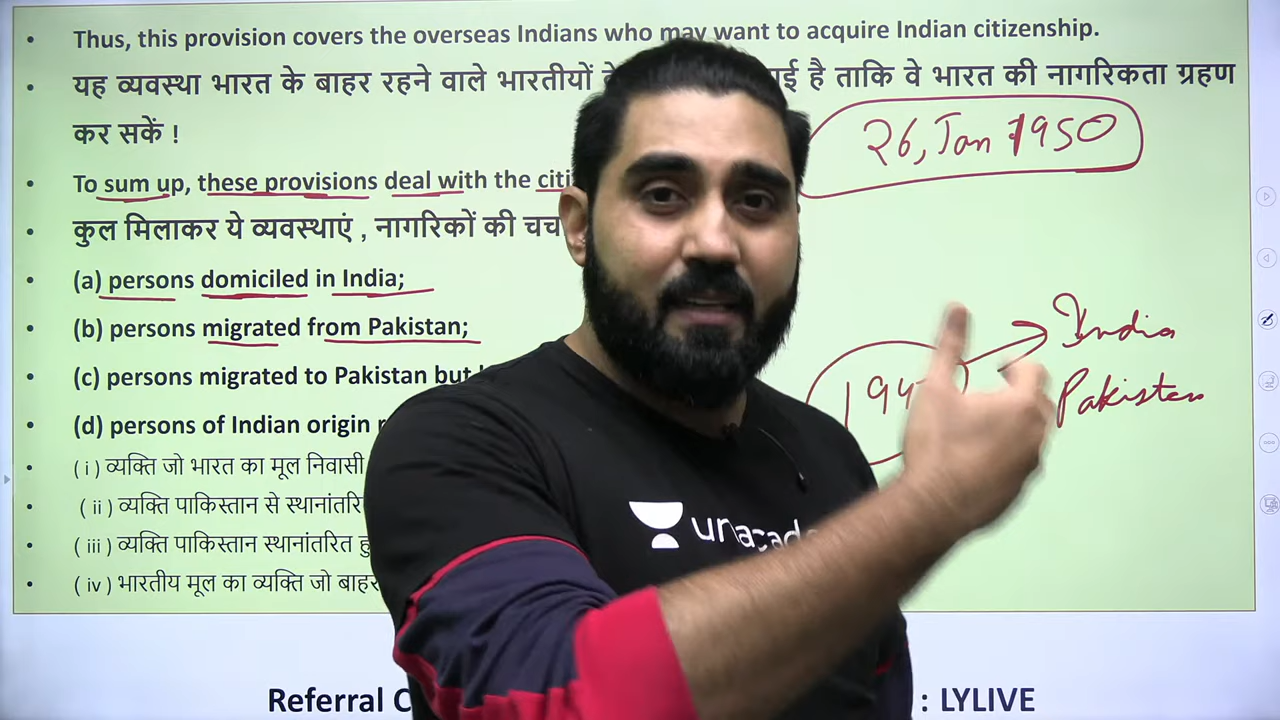 Thus, this provision covers the overseas Indians who may want to acquire Indian citizenship.
यह व्यवस्था भारत के बाहर रहने वाले भारतीयों है ताकि वे भारत की नागरिकता ग्रहण
कर सकें !
26, Jan 1950
To sum up, these provisions deal with the
कुल मिलाकर ये व्यवस्थाएं , नागरिकों की
(a) persons domiciled in India;
(b) persons migrated from Pakistan;
India
(c) persons migrated to Pakistan but
Pakistan
(d) persons of Indian origin
( i ) व्यक्ति जो भारत का मूल निवासी
( ii ) व्यक्ति पाकिस्तान से
( iii ) व्यक्ति पाकिस्तान स्थानांतरित
( iv ) भारतीय मूल का व्यक्ति जो बाहर
Referral : LYLIVE